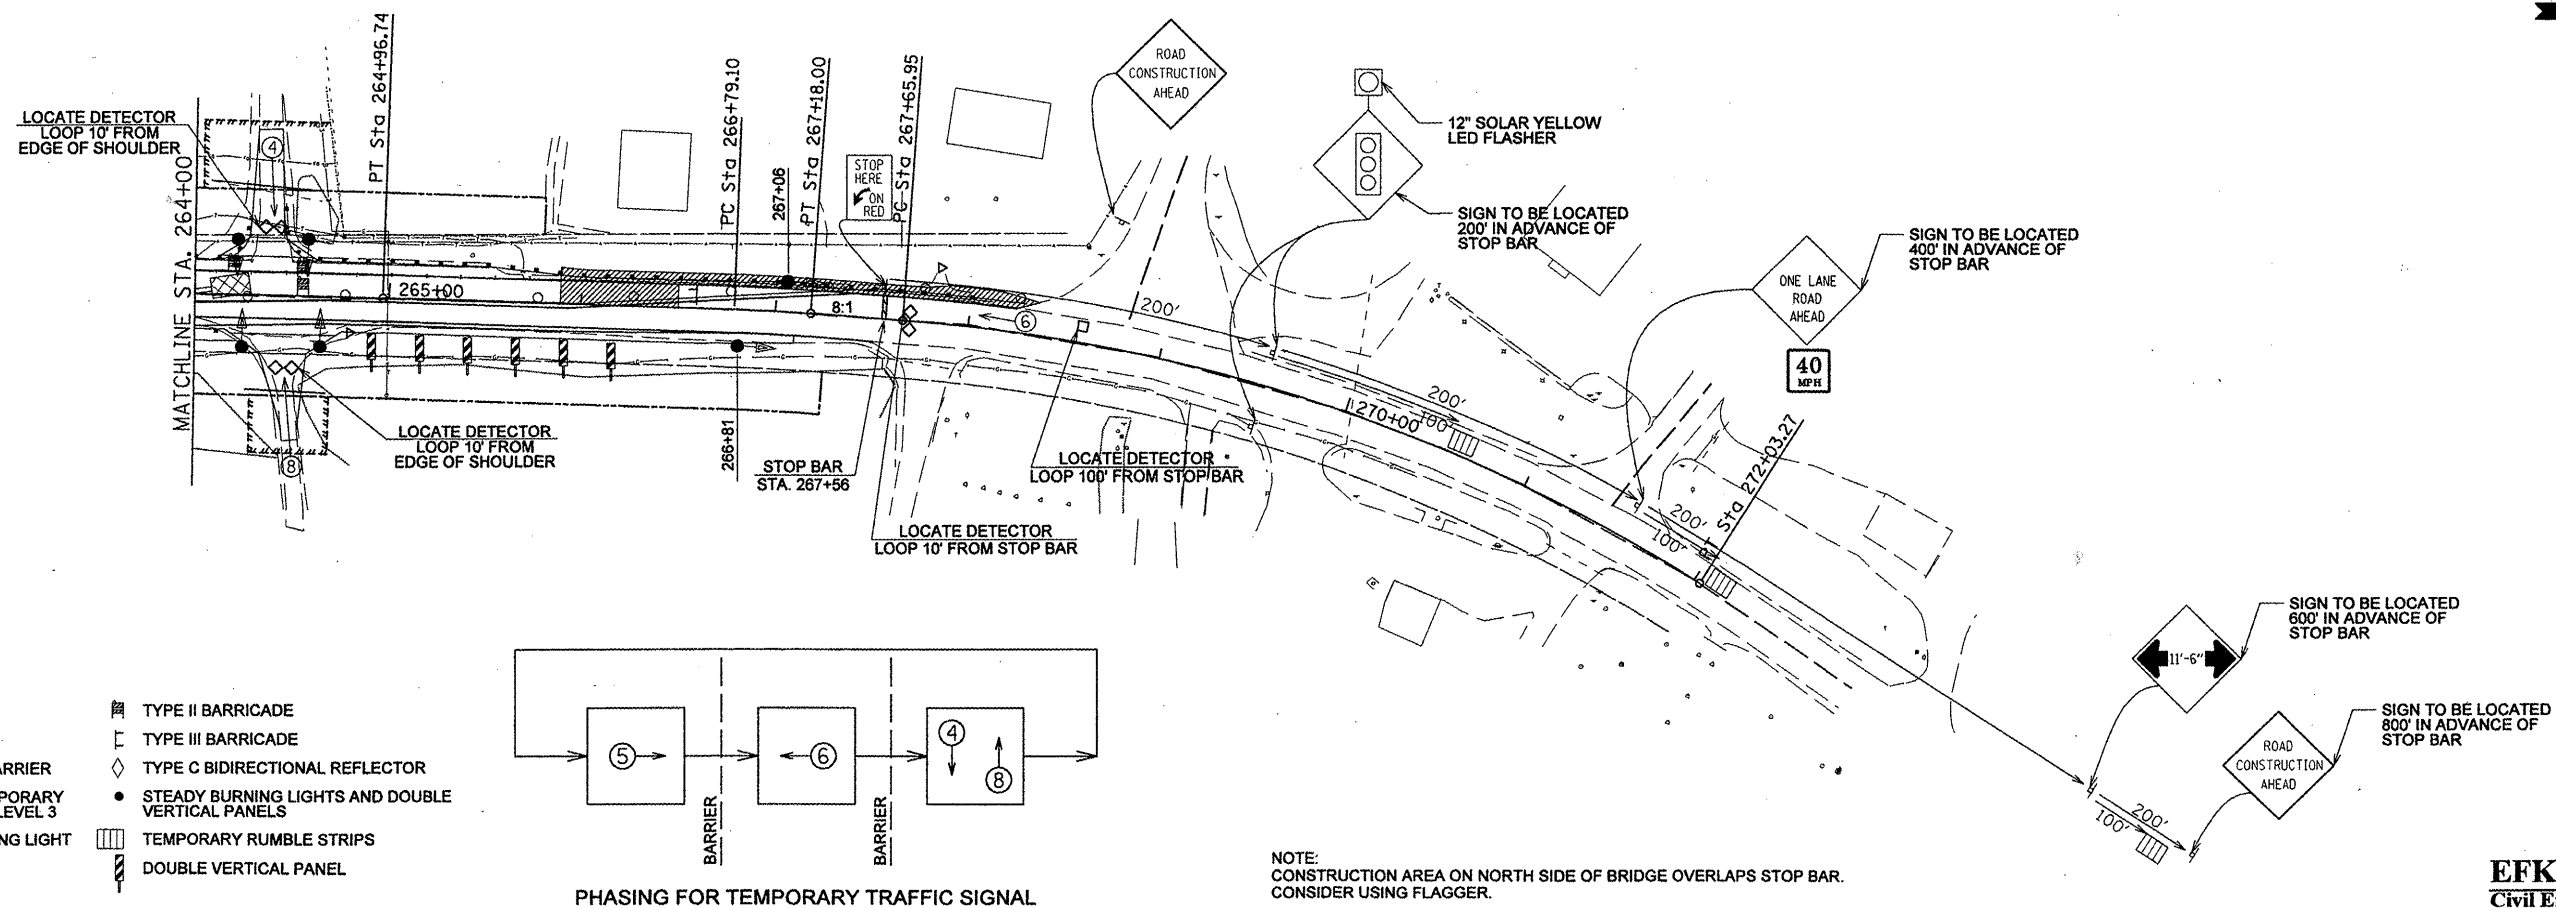 LOCATE DETECTOR
LOOP 10' FROM
EDGE OF SHOULDER
MATCHLINE STA. 264+00
4
PT Sta 264+96.74
265+00
8
LOCATE DETECTOR
LOOP 10' FROM
EDGE OF SHOULDER
PC Sta 266+79.10
266+81
267+06
PT Sta 267+18.00
STOP
HERE
ON
RED
PC Sta 267+65.95
8:1
6
STOP BAR
STA. 267+56
LOCATE DETECTOR
LOOP 10' FROM STOP BAR
LOCATE DETECTOR
LOOP 100' FROM STOP BAR
ROAD
CONSTRUCTION
AHEAD
12" SOLAR YELLOW
LED FLASHER
SIGN TO BE LOCATED
200' IN ADVANCE OF
STOP BAR
200'
200'
100'
270+00
ONE LANE
ROAD
AHEAD
40
MPH
SIGN TO BE LOCATED
400' IN ADVANCE OF
STOP BAR
200'
100'
PT Sta 272+03.27
11'-6"
SIGN TO BE LOCATED
600' IN ADVANCE OF
STOP BAR
ROAD
CONSTRUCTION
AHEAD
SIGN TO BE LOCATED
800' IN ADVANCE OF
STOP BAR
200'
100'
TYPE II BARRICADE
TYPE III BARRICADE
TYPE C BIDIRECTIONAL REFLECTOR
STEADY BURNING LIGHTS AND DOUBLE
VERTICAL PANELS
TEMPORARY RUMBLE STRIPS
DOUBLE VERTICAL PANEL
ARRIER
PORARY
LEVEL 3
NG LIGHT
5
BARRIER
6
BARRIER
4
8
PHASING FOR TEMPORARY TRAFFIC SIGNAL
NOTE:
CONSTRUCTION AREA ON NORTH SIDE OF BRIDGE OVERLAPS STOP BAR.
CONSIDER USING FLAGGER.
EFK
Civil E